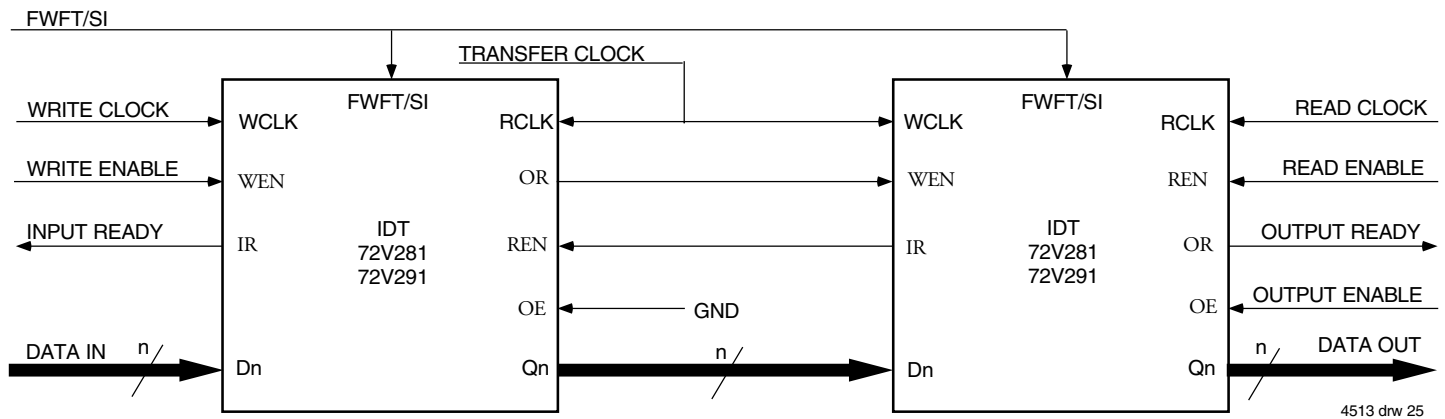 FWFT/SI
TRANSFER CLOCK
FWFT/SI
FWFT/SI
WRITE CLOCK
WCLK
RCLK
WCLK
RCLK
READ CLOCK
WRITE ENABLE
WEN
OR
WEN
REN
READ ENABLE
INPUT READY
IR
IDT
72V281
72V291
REN
IR
IDT
72V281
72V291
OR
OUTPUT READY
OE
GND
OE
OUTPUT ENABLE
DATA IN
n
Dn
Qn
n
Dn
Qn
n
DATA OUT
4513 drw 25